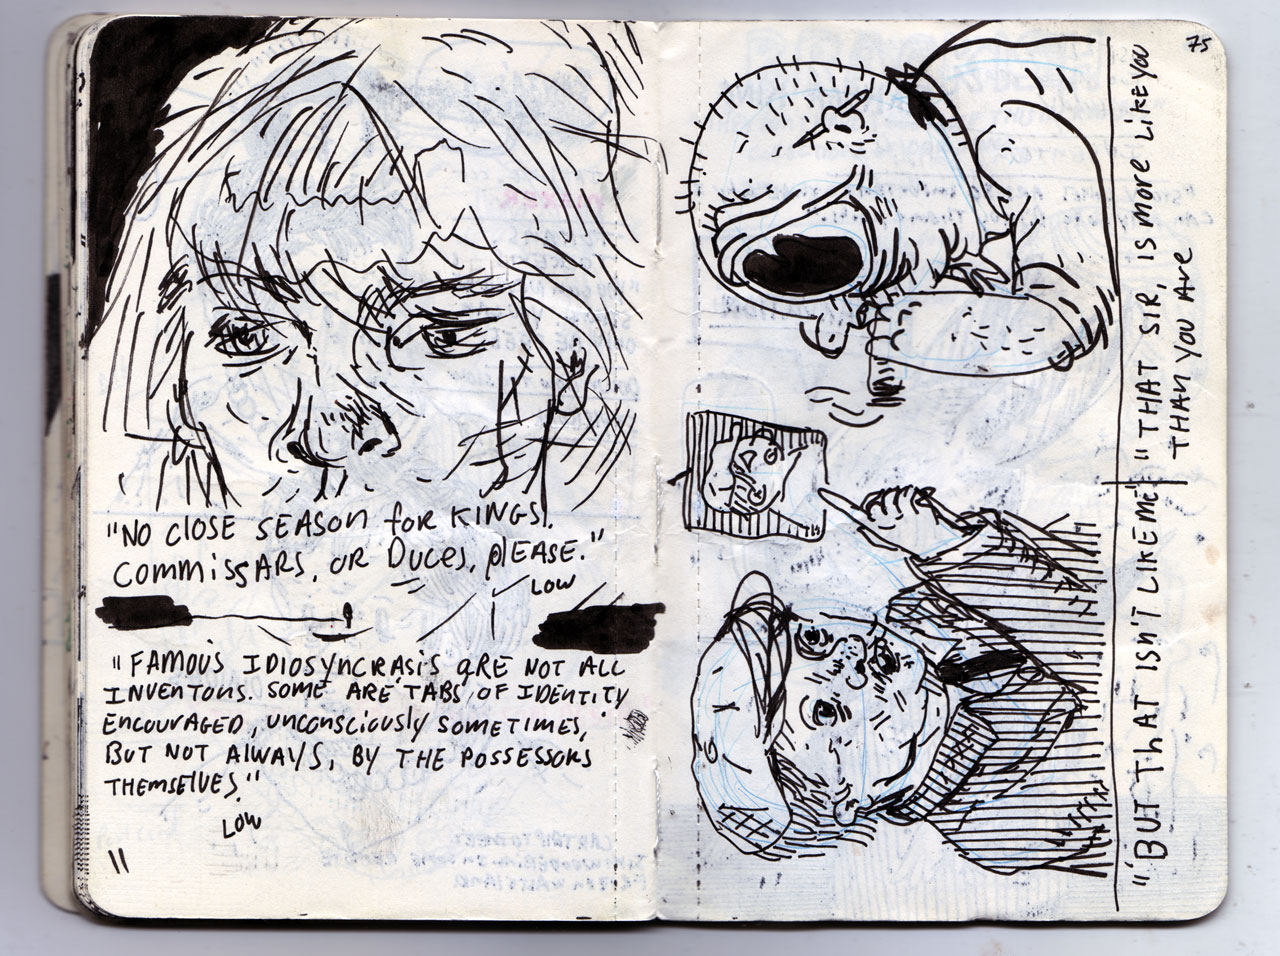 "NO CLOSE SEASON FOR KINGS,
COMMISSARS, OR DUCES, PLEASE."
LOW
"FAMOUS IDIOSYNCRASIS ARE NOT ALL
INVENTONS. SOME ARE TABS OF IDENTITY
ENCOURAGED, UNCONSCIOUSLY SOMETIMES,
BUT NOT ALWAYS, BY THE POSSESSORS
THEMSELVES."
LOW
11
75
"BUT THAT ISN'T LIKE ME"
"THAT SIR, IS MORE LIKE YOU
THAN YOU ARE